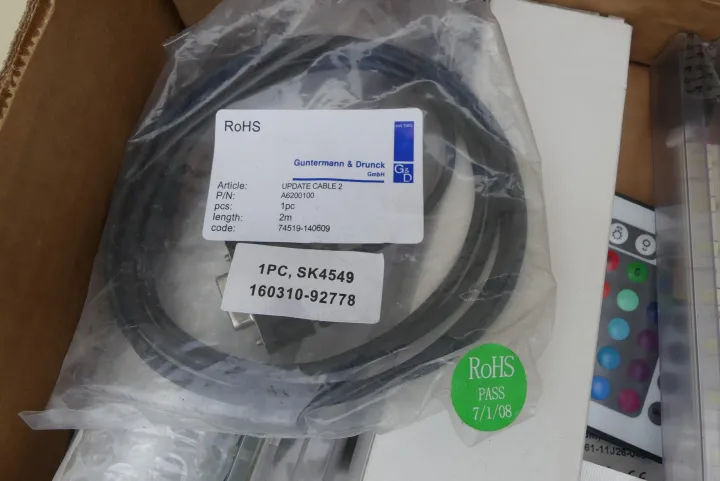 RoHS
Guntermann & Drunck
GmbH
G&D
Article: UPDATE CABLE 2
P/N: A6200100
pcs: 1pc
length: 2m
code: 74519-140609
1PC, SK4549
160310-92778
RoHS
PASS
7/1/08
G